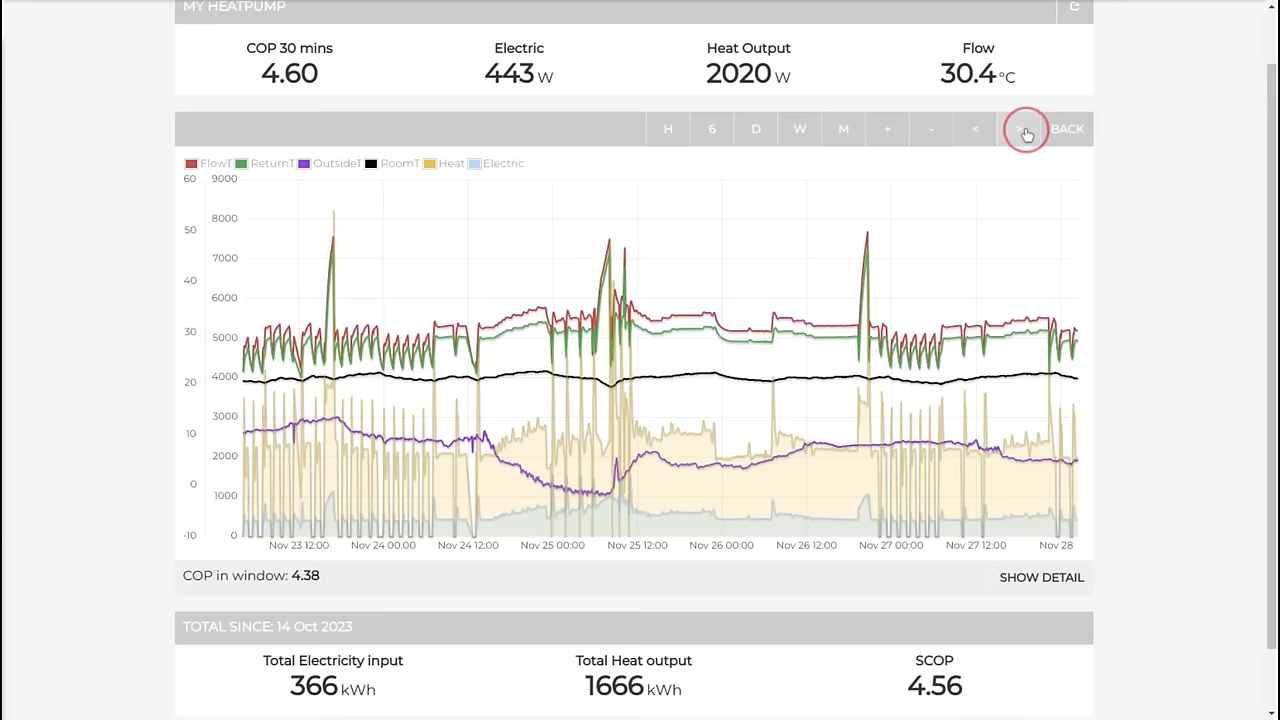 MY HEATPUMP
COP 30 mins Electric Heat Output Flow
4.60 443 W 2020 W 30.4 °C
H 6 D W M + - < > BACK
FlowT ReturnT OutsideT RoomT Heat Electric
60 9000
8000
50
7000
40
6000
30
5000
20
4000
3000
10
2000
0
1000
-10 0
Nov 23 12:00 Nov 24 00:00 Nov 24 12:00 Nov 25 00:00 Nov 25 12:00 Nov 26 00:00 Nov 26 12:00 Nov 27 00:00 Nov 27 12:00 Nov 28
COP in window: 4.38 SHOW DETAIL
TOTAL SINCE: 14 Oct 2023
Total Electricity input Total Heat output SCOP
366 kWh 1666 kWh 4.56